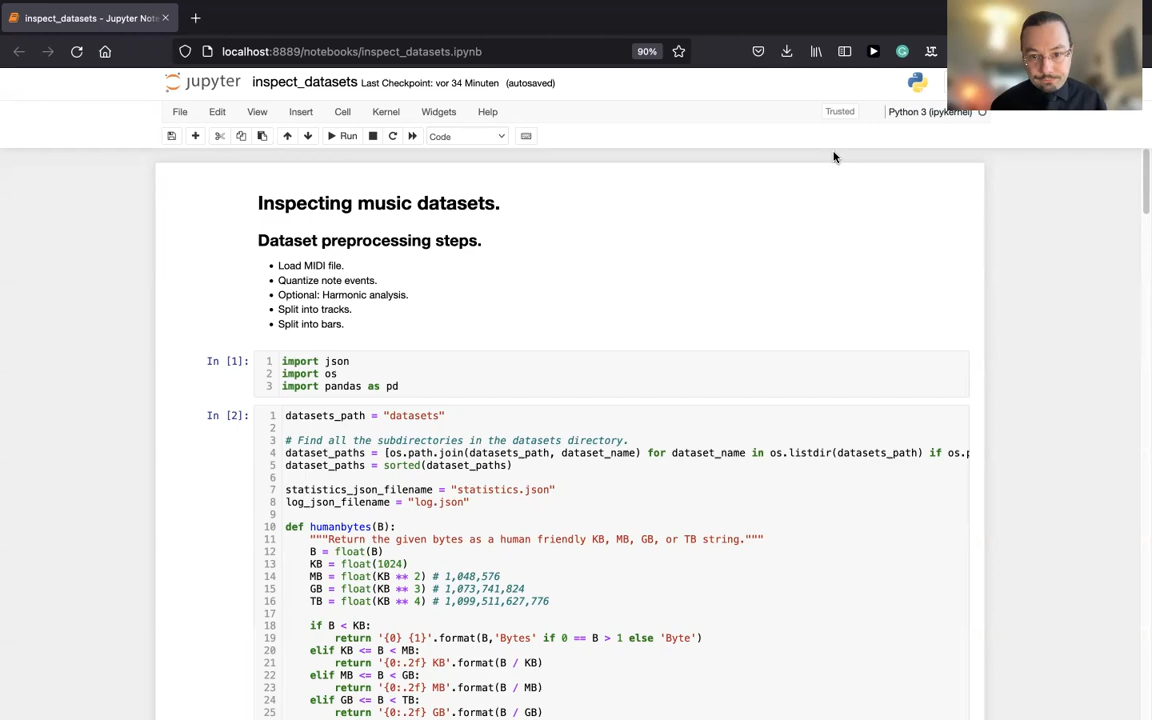 inspect_datasets - Jupyter Note
localhost:8889/notebooks/inspect_datasets.ipynb
90%
jupyter inspect_datasets Last Checkpoint: vor 34 Minuten (autosaved)
File Edit View Insert Cell Kernel Widgets Help
Trusted
Python 3 (ipykernel)
Run
Code
Inspecting music datasets.
Dataset preprocessing steps.
• Load MIDI file.
• Quantize note events.
• Optional: Harmonic analysis.
• Split into tracks.
• Split into bars.
In [1]:
1 import json
2 import os
3 import pandas as pd
In [2]:
1 datasets_path = "datasets"
2
3 # Find all the subdirectories in the datasets directory.
4 dataset_paths = [os.path.join(datasets_path, dataset_name) for dataset_name in os.listdir(datasets_path) if os.p
5 dataset_paths = sorted(dataset_paths)
6
7 statistics_json_filename = "statistics.json"
8 log_json_filename = "log.json"
9
10 def humanbytes(B):
11 """Return the given bytes as a human friendly KB, MB, GB, or TB string."""
12 B = float(B)
13 KB = float(1024)
14 MB = float(KB ** 2) # 1,048,576
15 GB = float(KB ** 3) # 1,073,741,824
16 TB = float(KB ** 4) # 1,099,511,627,776
17
18 if B < KB:
19 return '{0} {1}'.format(B,'Bytes' if 0 == B > 1 else 'Byte')
20 elif KB <= B < MB:
21 return '{0:.2f} KB'.format(B / KB)
22 elif MB <= B < GB:
23 return '{0:.2f} MB'.format(B / MB)
24 elif GB <= B < TB:
25 return '{0:.2f} GB'.format(B / GB)